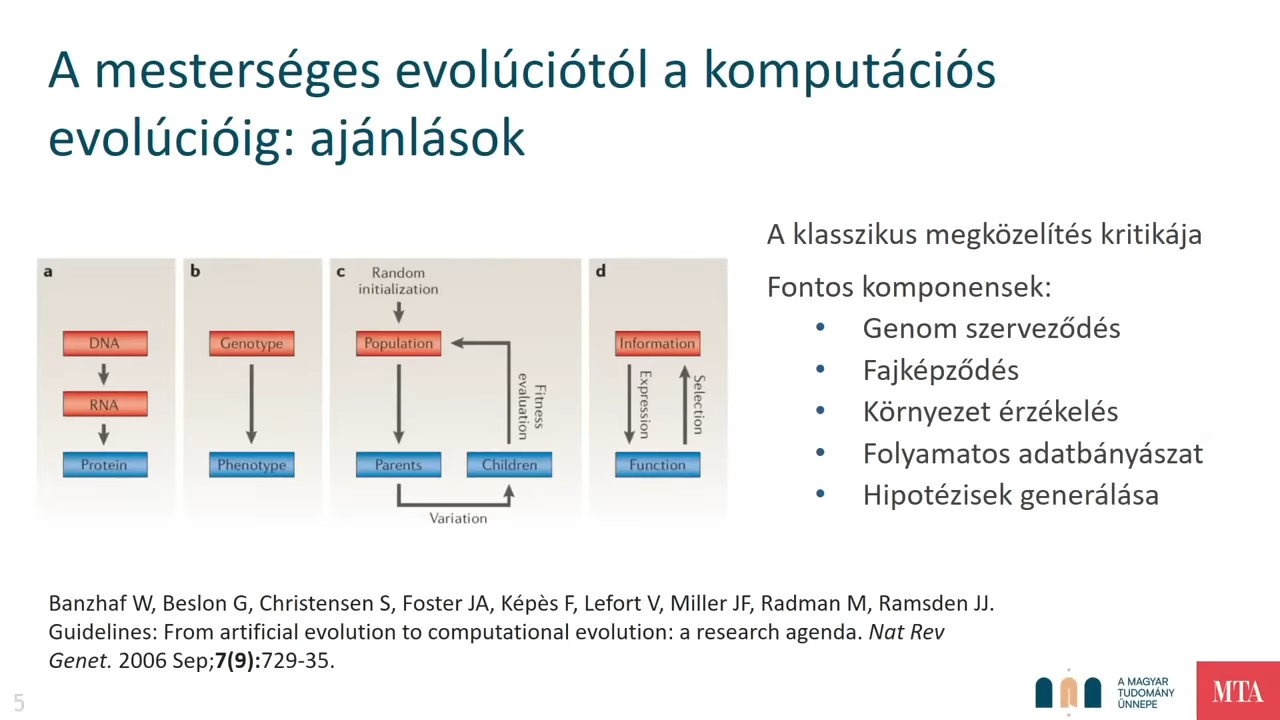 A mesterséges evolúciótól a komputációs
evolúcióig: ajánlások
a
DNA
RNA
Protein
b
Genotype
Phenotype
c
Random
initialization
Population
Fitness
evaluation
Parents
Children
Variation
d
Information
Expression
Selection
Function
A klasszikus megközelítés kritikája
Fontos komponensek:
• Genom szerveződés
• Fajképződés
• Környezet érzékelés
• Folyamatos adatbányászat
• Hipotézisek generálása
Banzhaf W, Beslon G, Christensen S, Foster JA, Képès F, Lefort V, Miller JF, Radman M, Ramsden JJ.
Guidelines: From artificial evolution to computational evolution: a research agenda. Nat Rev
Genet. 2006 Sep;7(9):729-35.
5
A MAGYAR
TUDOMÁNY
ÜNNEPE
MTA